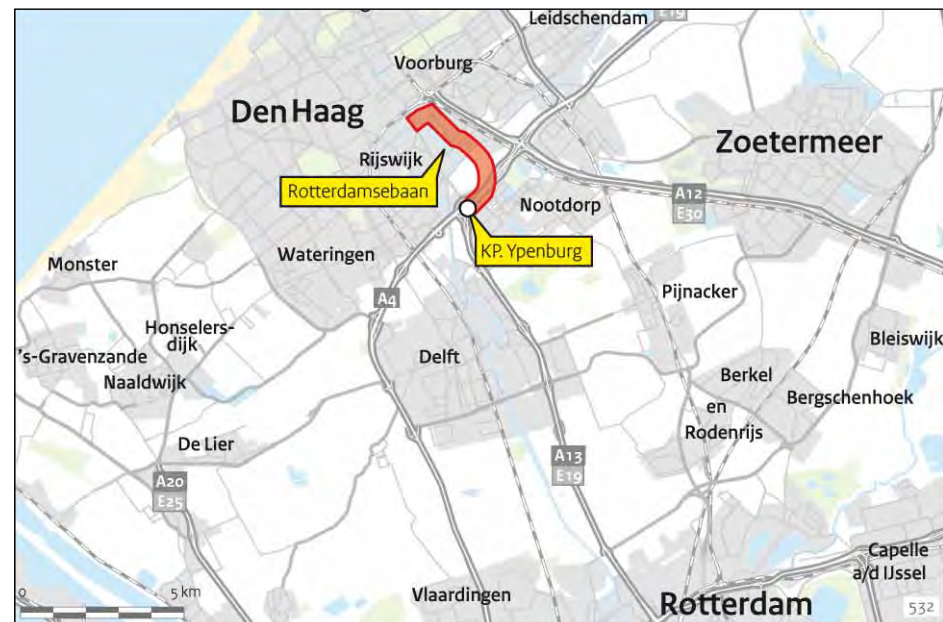 Leidschendam
E19
Voorburg
Den Haag
Zoetermeer
Rijswijk
Rotterdamsebaan
A12
E30
Nootdorp
KP. Ypenburg
Wateringen
Monster
A4
Pijnacker
Honselers-
dijk
's-Gravenzande
Naaldwijk
Delft
Bleiswijk
Berkel
en
Rodenrijs
Bergschenhoek
De Lier
A13
E19
A20
E25
Capelle
a/d IJssel
0
5 km
Vlaardingen
Rotterdam
532